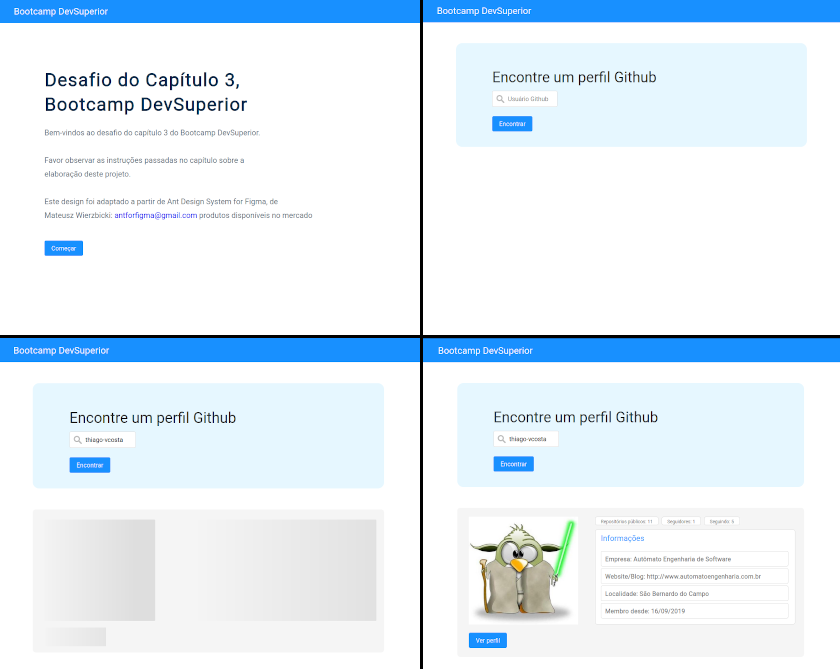 Bootcamp DevSuperior
Desafio do Capítulo 3,
Bootcamp DevSuperior
Bem-vindos ao desafio do capítulo 3 do Bootcamp DevSuperior.
Favor observar as instruções passadas no capítulo sobre a
elaboração deste projeto.
Este design foi adaptado a partir de Ant Design System for Figma, de
Mateusz Wierzbicki: antforfigma@gmail.com produtos disponíveis no mercado
Começar
Bootcamp DevSuperior
Encontre um perfil Github
Usuário Github
Encontrar
Bootcamp DevSuperior
Encontre um perfil Github
thiago-vcosta
Encontrar
Bootcamp DevSuperior
Encontre um perfil Github
thiago-vcosta
Encontrar
Repositórios públicos: 11
Seguidores: 1
Seguindo: 5
Informações
Empresa: Autômato Engenharia de Software
Website/Blog: http://www.automatoengenharia.com.br
Localidade: São Bernardo do Campo
Membro desde: 16/09/2019
Ver perfil